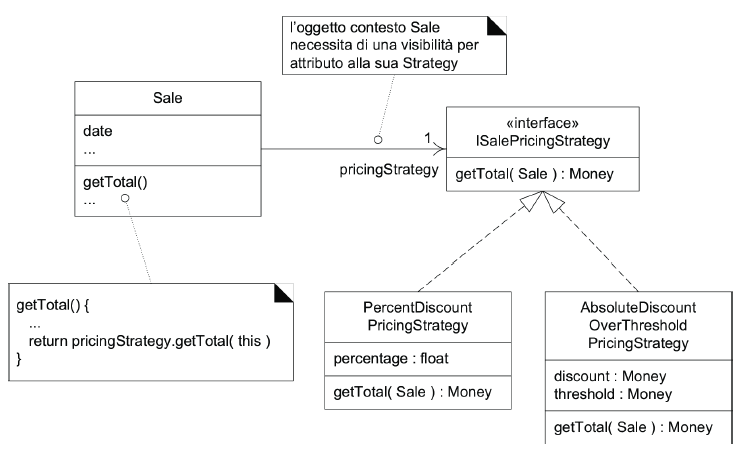 l'oggetto contesto Sale
necessita di una visibilità per
attributo alla sua Strategy
Sale
date
...
getTotal()
...
1
pricingStrategy
«interface»
ISalePricingStrategy
getTotal( Sale ) : Money
getTotal() {
...
return pricingStrategy.getTotal( this )
}
PercentDiscount
PricingStrategy
percentage : float
getTotal( Sale ) : Money
AbsoluteDiscount
OverThreshold
PricingStrategy
discount : Money
threshold : Money
getTotal( Sale ) : Money